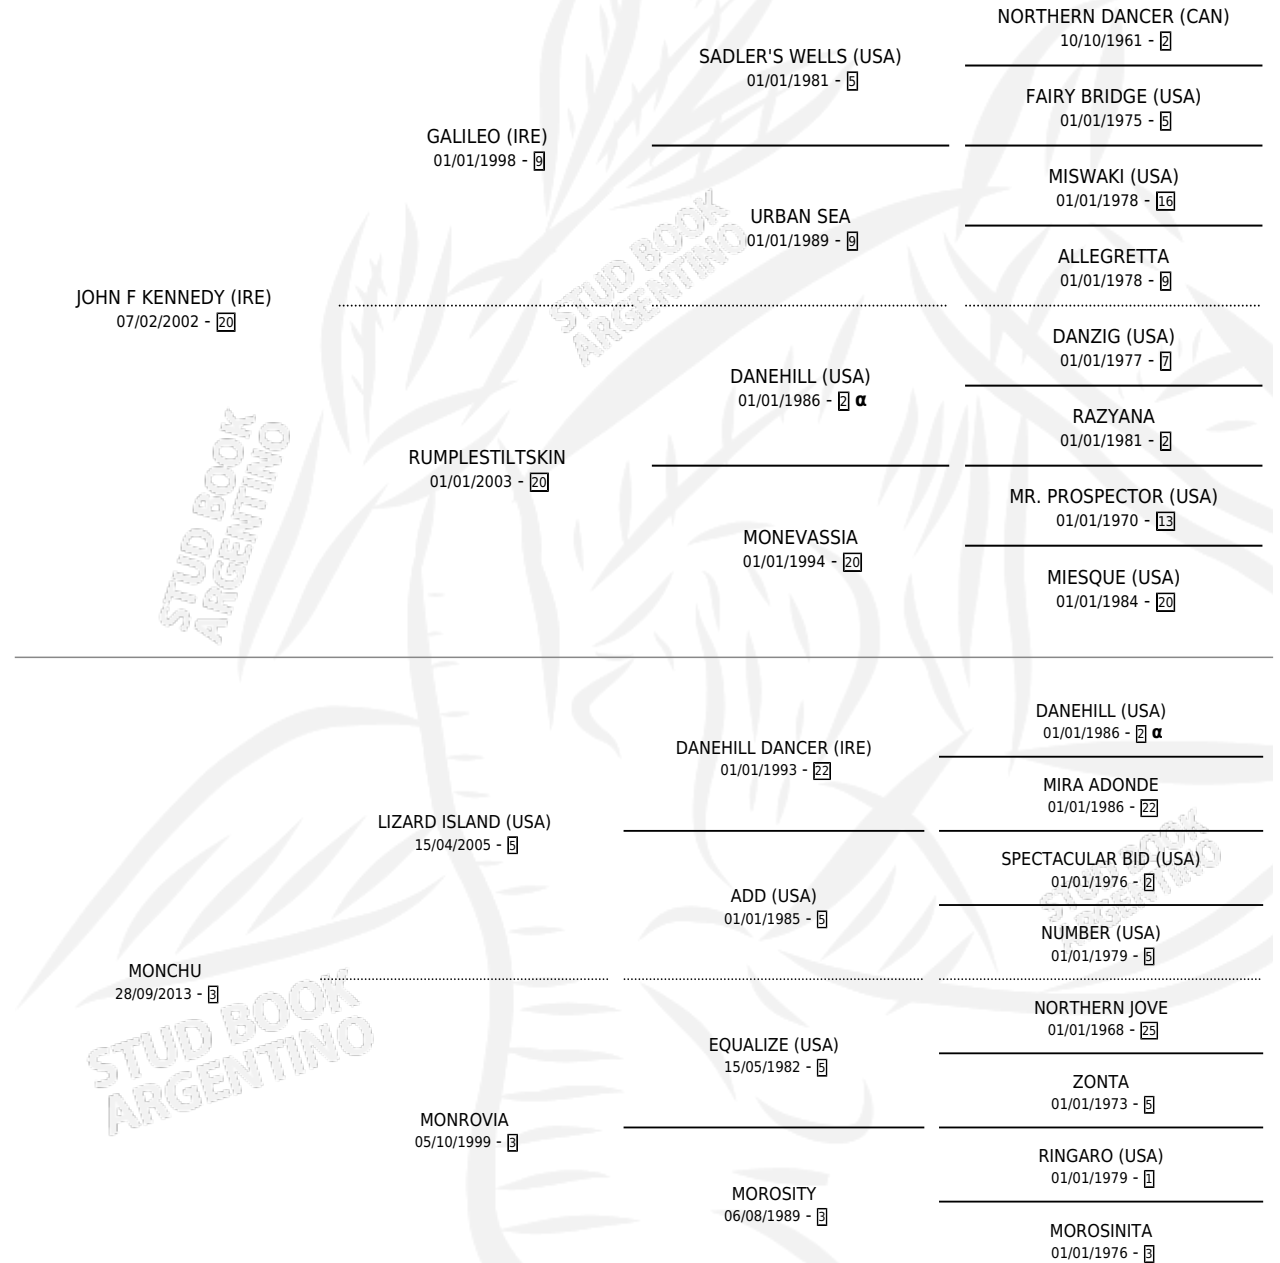 NORTHERN DANCER (CAN)
10/10/1961 - 2
SADLER'S WELLS (USA)
01/01/1981 - 5
FAIRY BRIDGE (USA)
01/01/1975 - 5
GALILEO (IRE)
01/01/1998 - 9
MISWAKI (USA)
01/01/1978 - 16
URBAN SEA
01/01/1989 - 9
ALLEGRETTA
01/01/1978 - 9
JOHN F KENNEDY (IRE)
07/02/2002 - 20
DANZIG (USA)
01/01/1977 - 7
DANEHILL (USA)
01/01/1986 - 2 α
RAZYANA
01/01/1981 - 2
RUMPLESTILTSKIN
01/01/2003 - 20
MR. PROSPECTOR (USA)
01/01/1970 - 13
MONEVASSIA
01/01/1994 - 20
MIESQUE (USA)
01/01/1984 - 20
DANEHILL (USA)
01/01/1986 - 2 α
DANEHILL DANCER (IRE)
01/01/1993 - 22
MIRA ADONDE
01/01/1986 - 22
LIZARD ISLAND (USA)
15/04/2005 - 5
SPECTACULAR BID (USA)
01/01/1976 - 2
ADD (USA)
01/01/1985 - 5
NUMBER (USA)
01/01/1979 - 5
MONCHU
28/09/2013 - 3
NORTHERN JOVE
01/01/1968 - 25
EQUALIZE (USA)
15/05/1982 - 5
ZONTA
01/01/1973 - 5
MONROVIA
05/10/1999 - 3
RINGARO (USA)
01/01/1979 - 1
MOROSITY
06/08/1989 - 3
MOROSINITA
01/01/1976 - 3
STUD BOOK
ARGENTINO
STUD BOOK
ARGENTINO
STUD BOOK
ARGENTINO
STUD BOOK
ARGENTINO